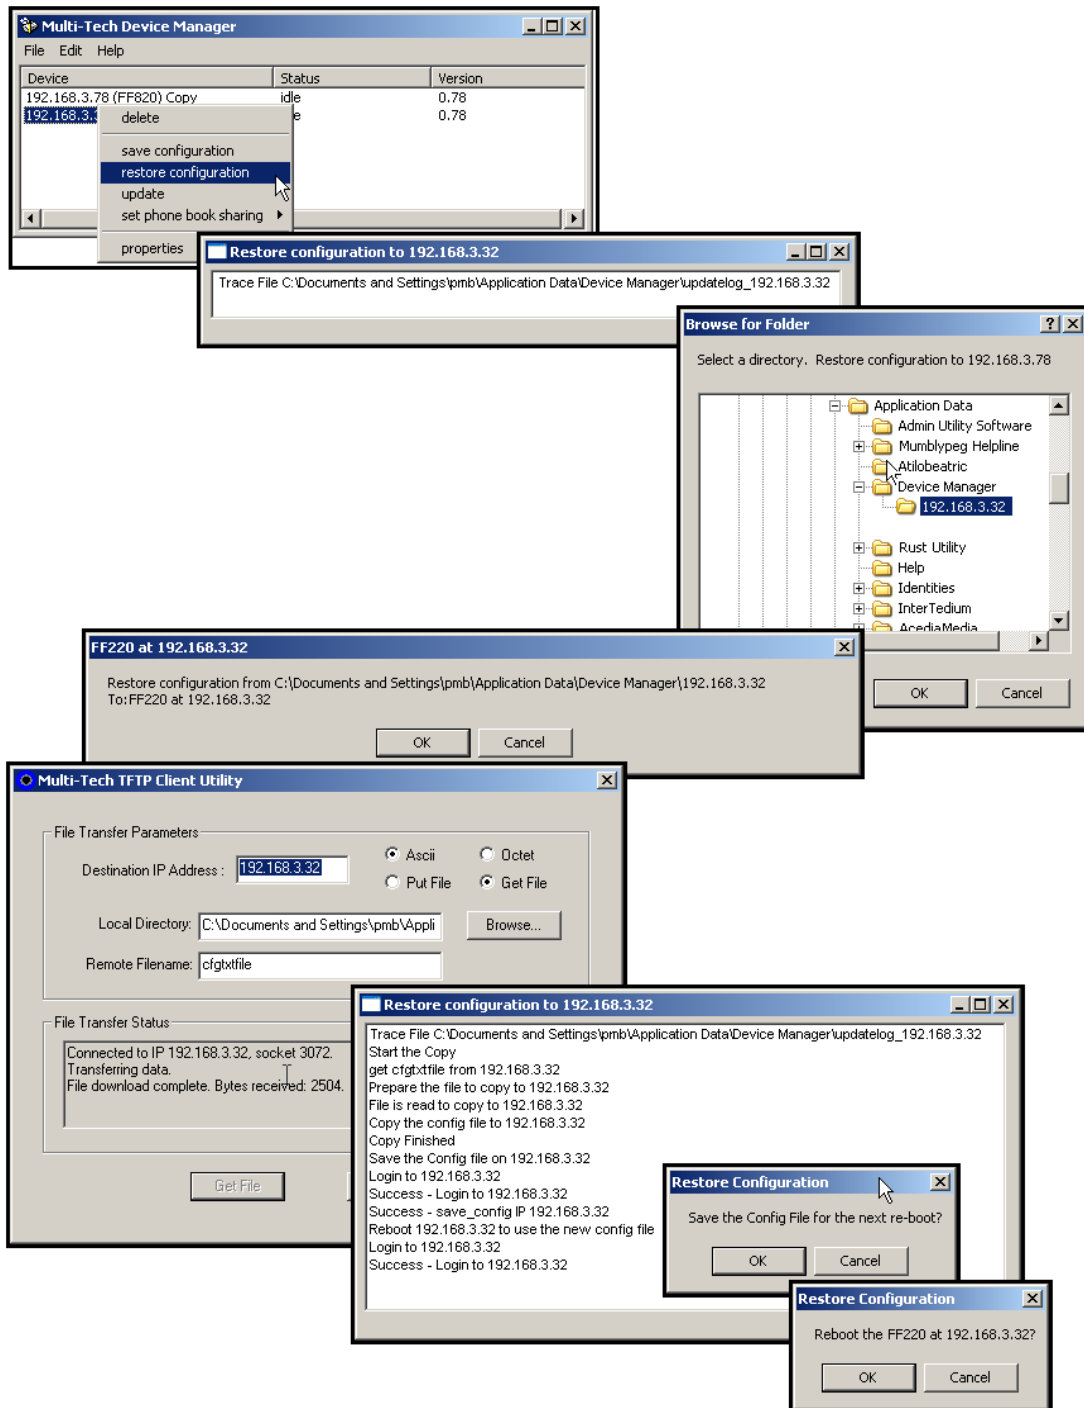 Multi-Tech Device Manager
File Edit Help
Device Status Version
192.168.3.78 (FF820) Copy idle 0.78
192.168.3. e 0.78
delete
save configuration
restore configuration
update
set phone book sharing
properties
Restore configuration to 192.168.3.32
Trace File C:\Documents and Settings\pmb\Application Data\Device Manager\updatelog_192.168.3.32
Browse for Folder
Select a directory. Restore configuration to 192.168.3.78
Application Data
Admin Utility Software
Mumblypeg Helpline
Atilobeatric
Device Manager
192.168.3.32
Rust Utility
Help
Identities
InterTedium
AcediaMedia
OK Cancel
FF220 at 192.168.3.32
Restore configuration from C:\Documents and Settings\pmb\Application Data\Device Manager\192.168.3.32
To:FF220 at 192.168.3.32
OK Cancel
Multi-Tech TFTP Client Utility
File Transfer Parameters
Destination IP Address : 192.168.3.32 Ascii Octet
Put File Get File
Local Directory: C:\Documents and Settings\pmb\Appli Browse...
Remote Filename: cfgtxtfile
File Transfer Status
Connected to IP 192.168.3.32, socket 3072.
Transferring data.
File download complete. Bytes received: 2504.
Get File
Restore configuration to 192.168.3.32
Trace File C:\Documents and Settings\pmb\Application Data\Device Manager\updatelog_192.168.3.32
Start the Copy
get cfgtxtfile from 192.168.3.32
Prepare the file to copy to 192.168.3.32
File is read to copy to 192.168.3.32
Copy the config file to 192.168.3.32
Copy Finished
Save the Config file on 192.168.3.32
Login to 192.168.3.32
Success - Login to 192.168.3.32
Success - save_config IP 192.168.3.32
Reboot 192.168.3.32 to use the new config file
Login to 192.168.3.32
Success - Login to 192.168.3.32
Restore Configuration
Save the Config File for the next re-boot?
OK Cancel
Restore Configuration
Reboot the FF220 at 192.168.3.32?
OK Cancel